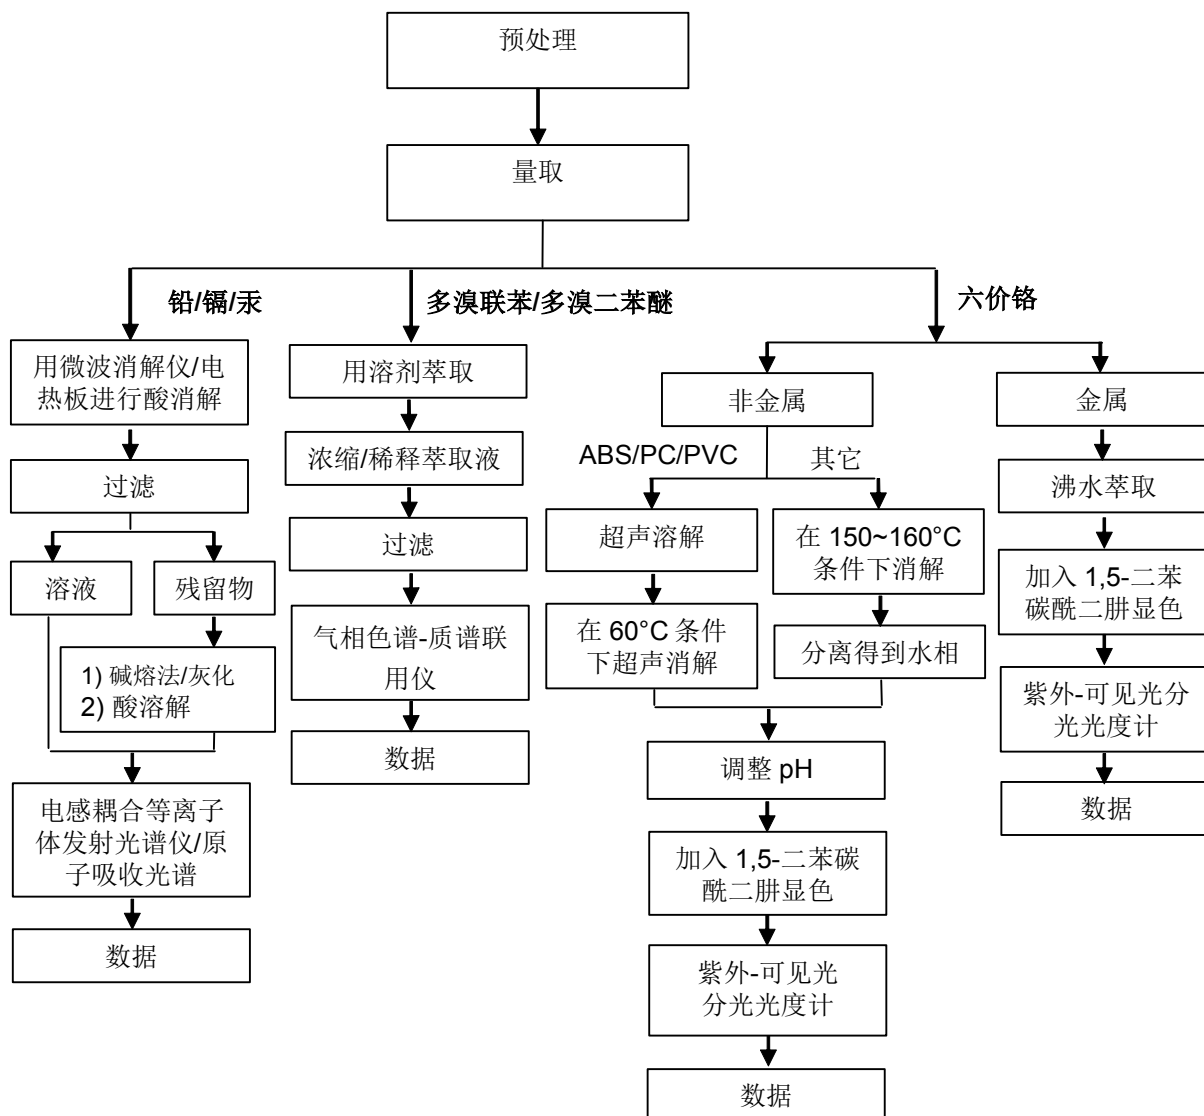 预处理
量取
铅/镉/汞
多溴联苯/多溴二苯醚
六价铬
用微波消解仪/电
热板进行酸消解
过滤
溶液
残留物
1) 碱熔法/灰化
2) 酸溶解
电感耦合等离子
体发射光谱仪/原
子吸收光谱
数据
用溶剂萃取
浓缩/稀释萃取液
过滤
气相色谱-质谱联
用仪
数据
非金属
ABS/PC/PVC
其它
超声溶解
在 60°C 条件
下超声消解
在 150~160°C
条件下消解
分离得到水相
调整 pH
加入 1,5-二苯碳
酰二肼显色
紫外-可见光
分光光度计
数据
金属
沸水萃取
加入 1,5-二苯
碳酰二肼显色
紫外-可见光分
光光度计
数据